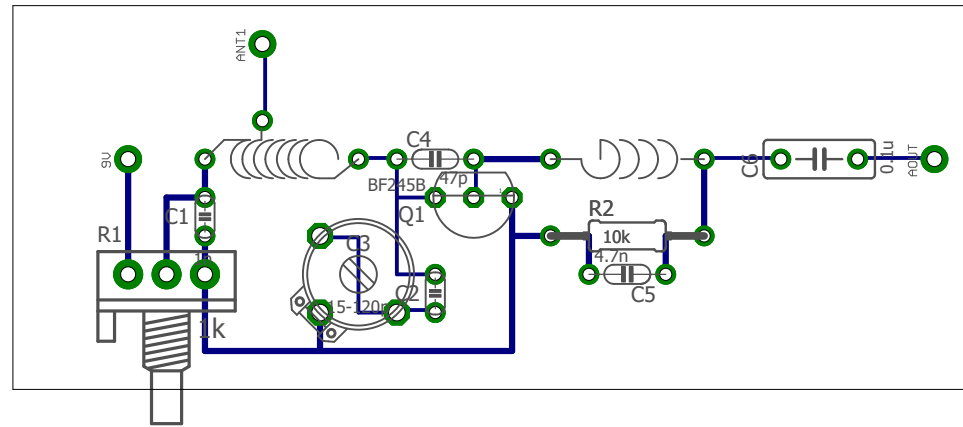 ANT1
9V
C4
47p
BF245B
Q1
C1
R1
1k
C3
15-120p
C2
R2
10k
4.7n
C5
C6
0.1u
AOUT